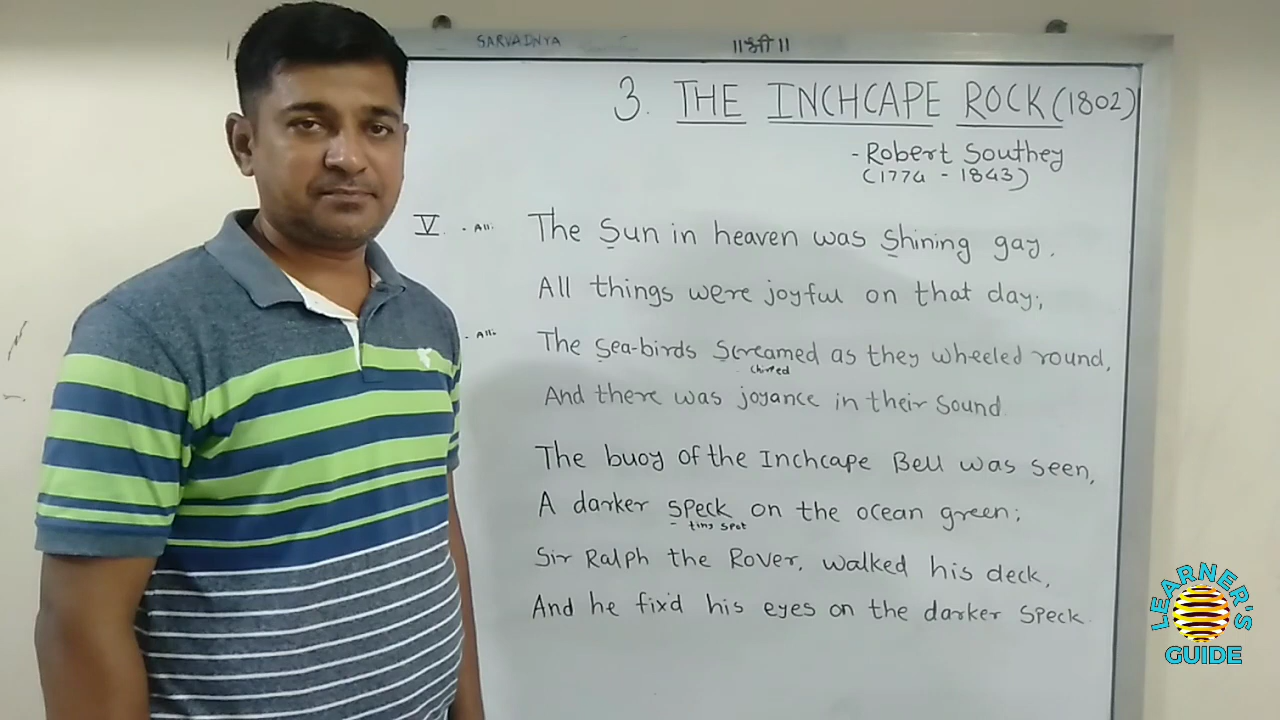 SARVADNYA
॥श्री॥
3. THE INCHCAPE ROCK (1802)
- Robert Southey
(1774 - 1843)
V. - All. The Sun in heaven was shining gay,
All things were joyful on that day;
- All. The Sea-birds screamed as they wheeled round,
chirped
And there was joyance in their sound.
The buoy of the Inchcape Bell was seen,
A darker speck on the ocean green;
- tiny spot
Sir Ralph the Rover, walked his deck,
And he fix'd his eyes on the darker speck.
LEARNER'S
GUIDE